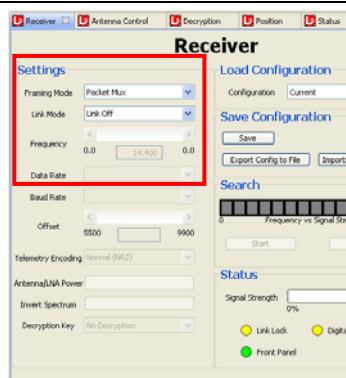 Receiver Antenna Control Decryption Position Status
Receiver
Settings
Framing Mode Packet Mux
Link Mode Link Off
Frequency
0.0 14.400 0.0
Data Rate
Baud Rate
Offset
5500 9900
Telemetry Encoding Normal (NRZ)
Antenna/LNA Power
Invert Spectrum
Decryption Key No Decryption
Load Configuration
Configuration Current
Save Configuration
Save
Export Config to File Import
Search
0 Frequency vs Signal Str
Start
Status
Signal Strength
0%
Link Lock Digita
Front Panel